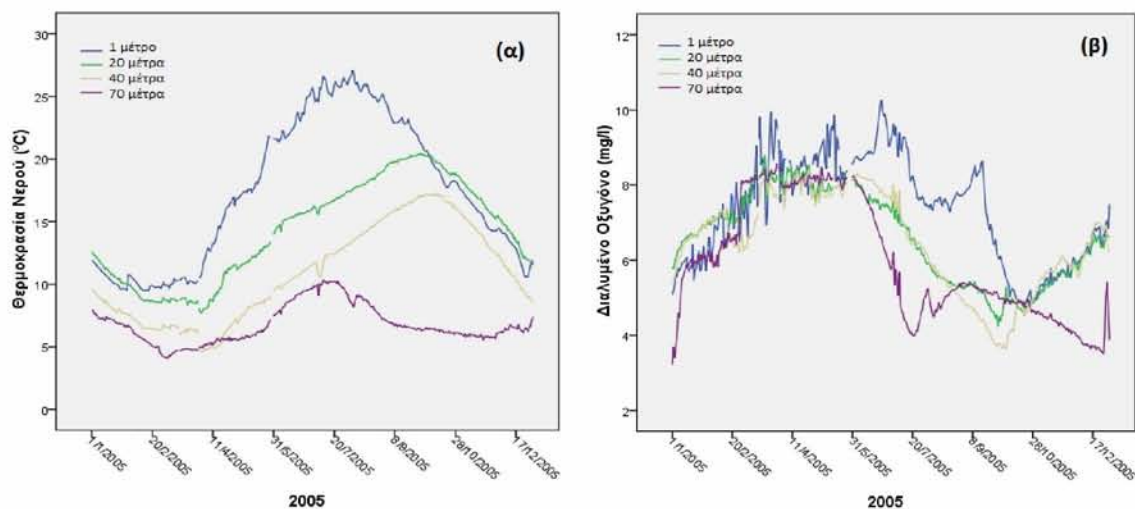 (α)
1 μέτρο
20 μέτρα
40 μέτρα
70 μέτρα
Θερμοκρασία Νερού (°C)
30
25
20
15
10
5
0
1/1/2005
20/2/2005
11/4/2005
31/5/2005
20/7/2005
8/9/2005
28/10/2005
17/12/2005
2005
(β)
1 μέτρο
20 μέτρα
40 μέτρα
70 μέτρα
Διαλυμένο Οξυγόνο (mg/l)
12
10
8
6
4
2
1/1/2005
20/2/2005
1/4/2005
31/5/2005
20/7/2005
8/9/2005
28/10/2005
17/12/2005
2005